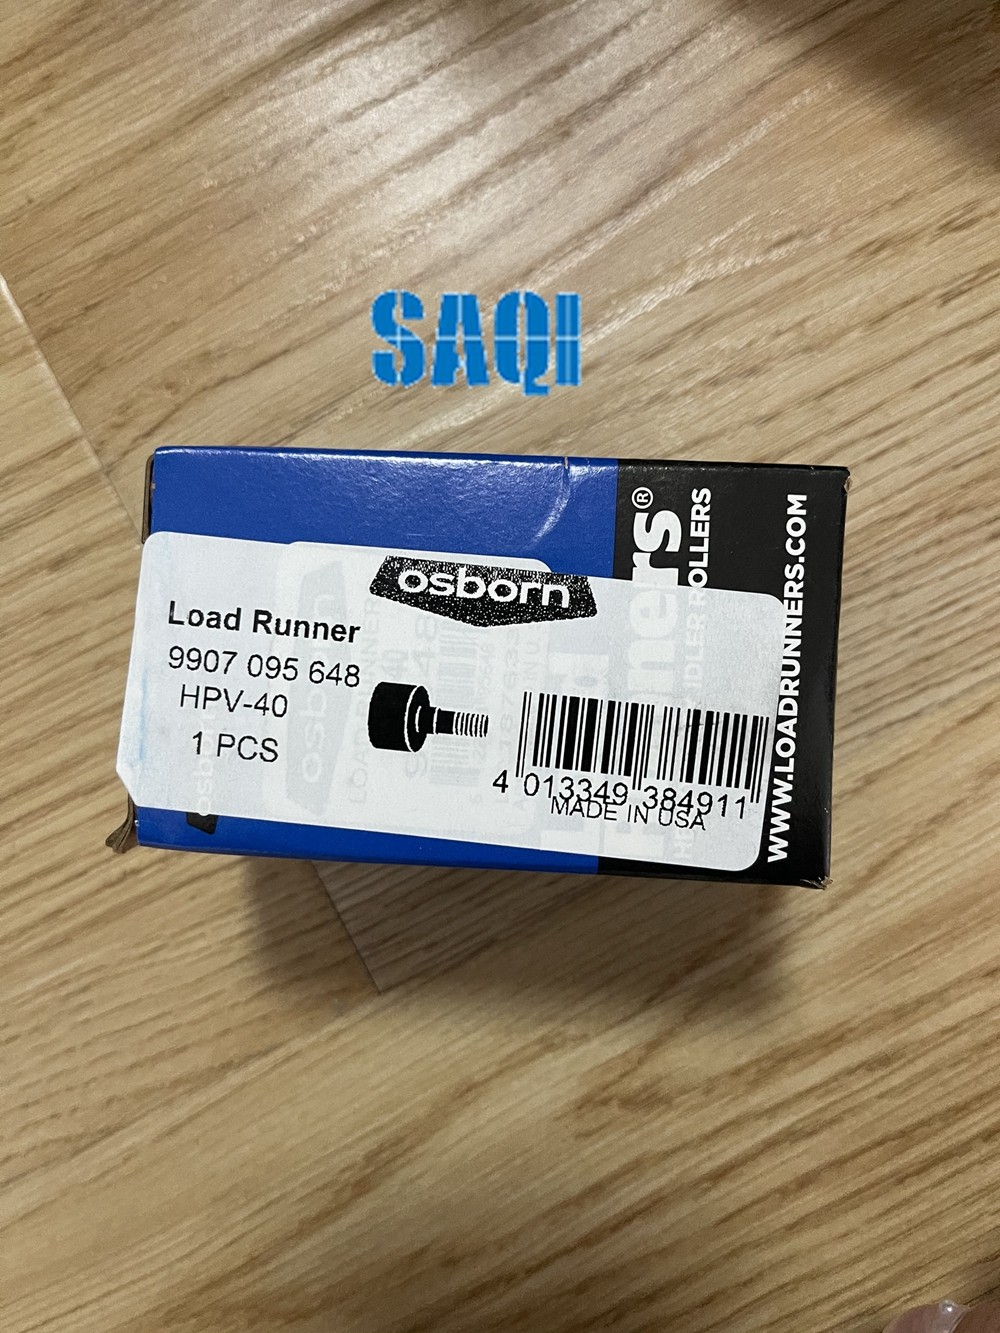 SAQI
osborn
Load Runner
9907 095 648
HPV-40
1 PCS
4 013349 384911
MADE IN USA
ners®
ROLLERS
WWW.LOADRUNNERS.COM